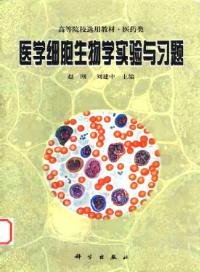 高等院校选用教材·医药类
医学细胞生物学实验与习题
赵刚 刘建中 主编
科学出版社